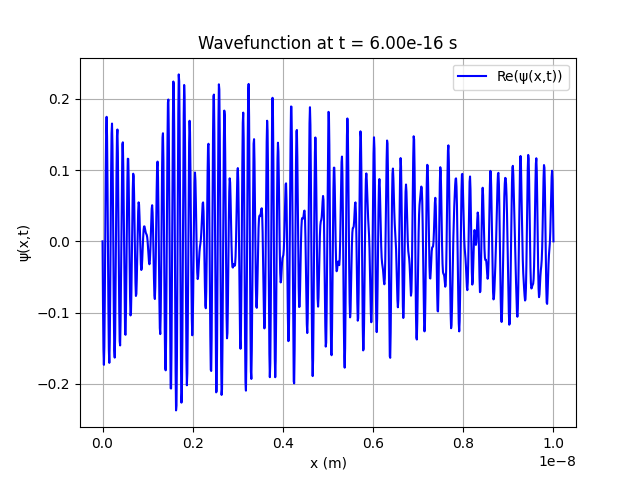 Wavefunction at t = 6.00e-16 s
Re(ψ(x,t))
ψ(x,t)
0.2
0.1
0.0
−0.1
−0.2
0.0 0.2 0.4 0.6 0.8 1.0
1e−8
x (m)